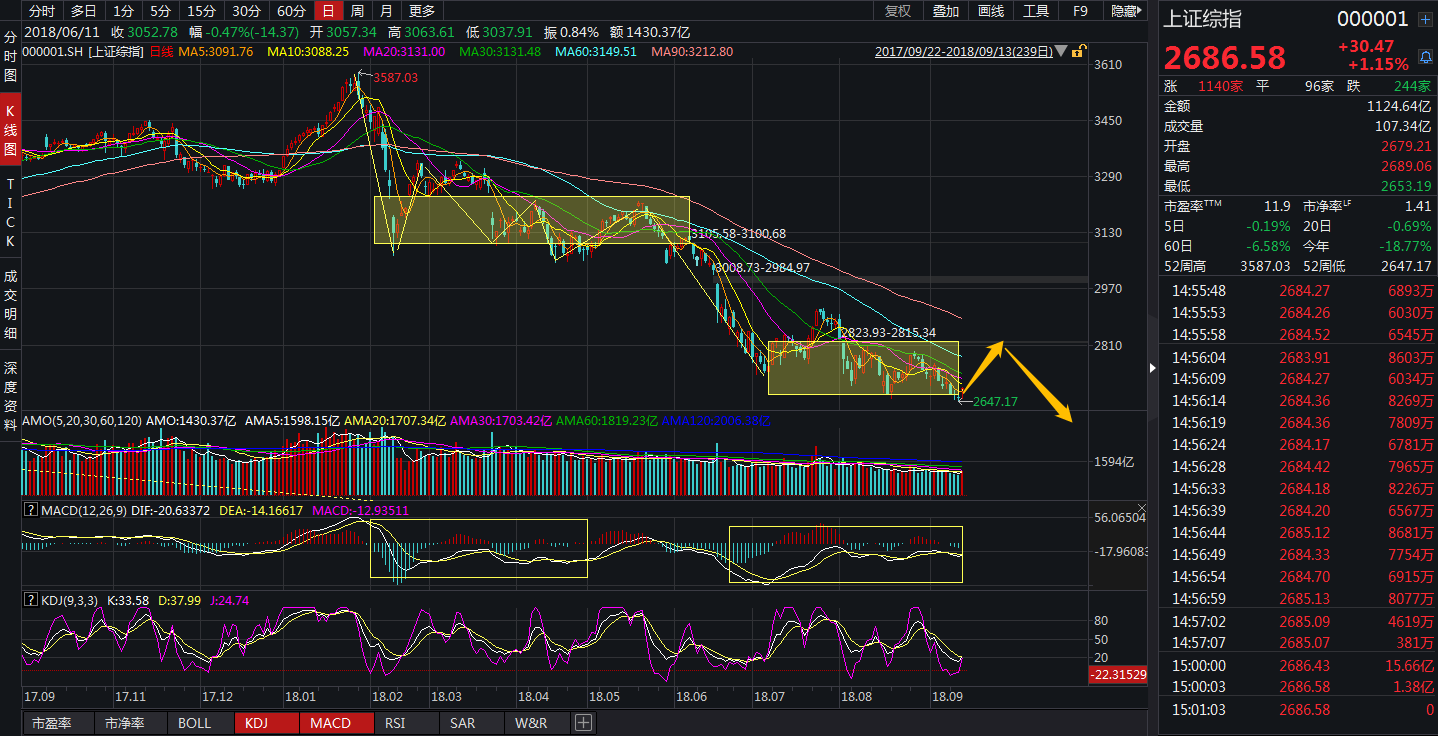 分时 多日 1分 5分 15分 30分 60分 日 周 月 更多 复权 叠加 画线 工具 F9 隐藏
2018/06/11 收 3052.78 幅 -0.47%(-14.37) 开 3057.34 高 3063.61 低 3037.91 振 0.84% 额 1430.37亿
000001.SH [上证综指] 日线 MA5:3091.76 MA10:3088.25 MA20:3131.00 MA30:3131.48 MA60:3149.51 MA90:3212.80 2017/09/22-2018/09/13(239日)
分时图
K线图
TICK
成交明细
深度资料
3587.03
3105.58-3100.68
3008.73-2984.97
2823.93-2815.34
2647.17
3610
3450
3290
3130
2970
2810
AMO(5,20,30,60,120) AMO:1430.37亿 AMA5:1598.15亿 AMA20:1707.34亿 AMA30:1703.42亿 AMA60:1819.23亿 AMA120:2006.38亿
1594亿
? MACD(12,26,9) DIF:-20.63372 DEA:-14.16617 MACD:-12.93511
56.06504
-17.96083
? KDJ(9,3,3) K:33.58 D:37.99 J:24.74
80
50
20
-22.31529
17.09 17.11 17.12 18.01 18.02 18.03 18.04 18.05 18.06 18.07 18.08 18.09
市盈率 市净率 BOLL KDJ MACD RSI SAR W&R
上证综指 000001
2686.58 +30.47
+1.15%
涨 1140家 平 96家 跌 244家
金额 1124.64亿
成交量 107.34亿
开盘 2679.21
最高 2689.06
最低 2653.19
市盈率TTM 11.9 市净率LF 1.41
5日 -0.19% 20日 -0.69%
60日 -6.58% 今年 -18.77%
52周高 3587.03 52周低 2647.17
14:55:48 2684.27 6893万
14:55:53 2684.26 6030万
14:55:58 2684.52 6545万
14:56:04 2683.91 8603万
14:56:09 2684.27 6034万
14:56:14 2684.36 8269万
14:56:19 2684.36 7809万
14:56:24 2684.17 6781万
14:56:28 2684.42 7965万
14:56:33 2684.18 8226万
14:56:39 2684.20 6567万
14:56:44 2685.12 8681万
14:56:49 2684.33 7754万
14:56:54 2684.70 6915万
14:56:59 2685.13 8077万
14:57:02 2685.09 4619万
14:57:07 2685.07 381万
15:00:00 2686.43 15.66亿
15:00:03 2686.58 1.38亿
15:01:03 2686.58 0